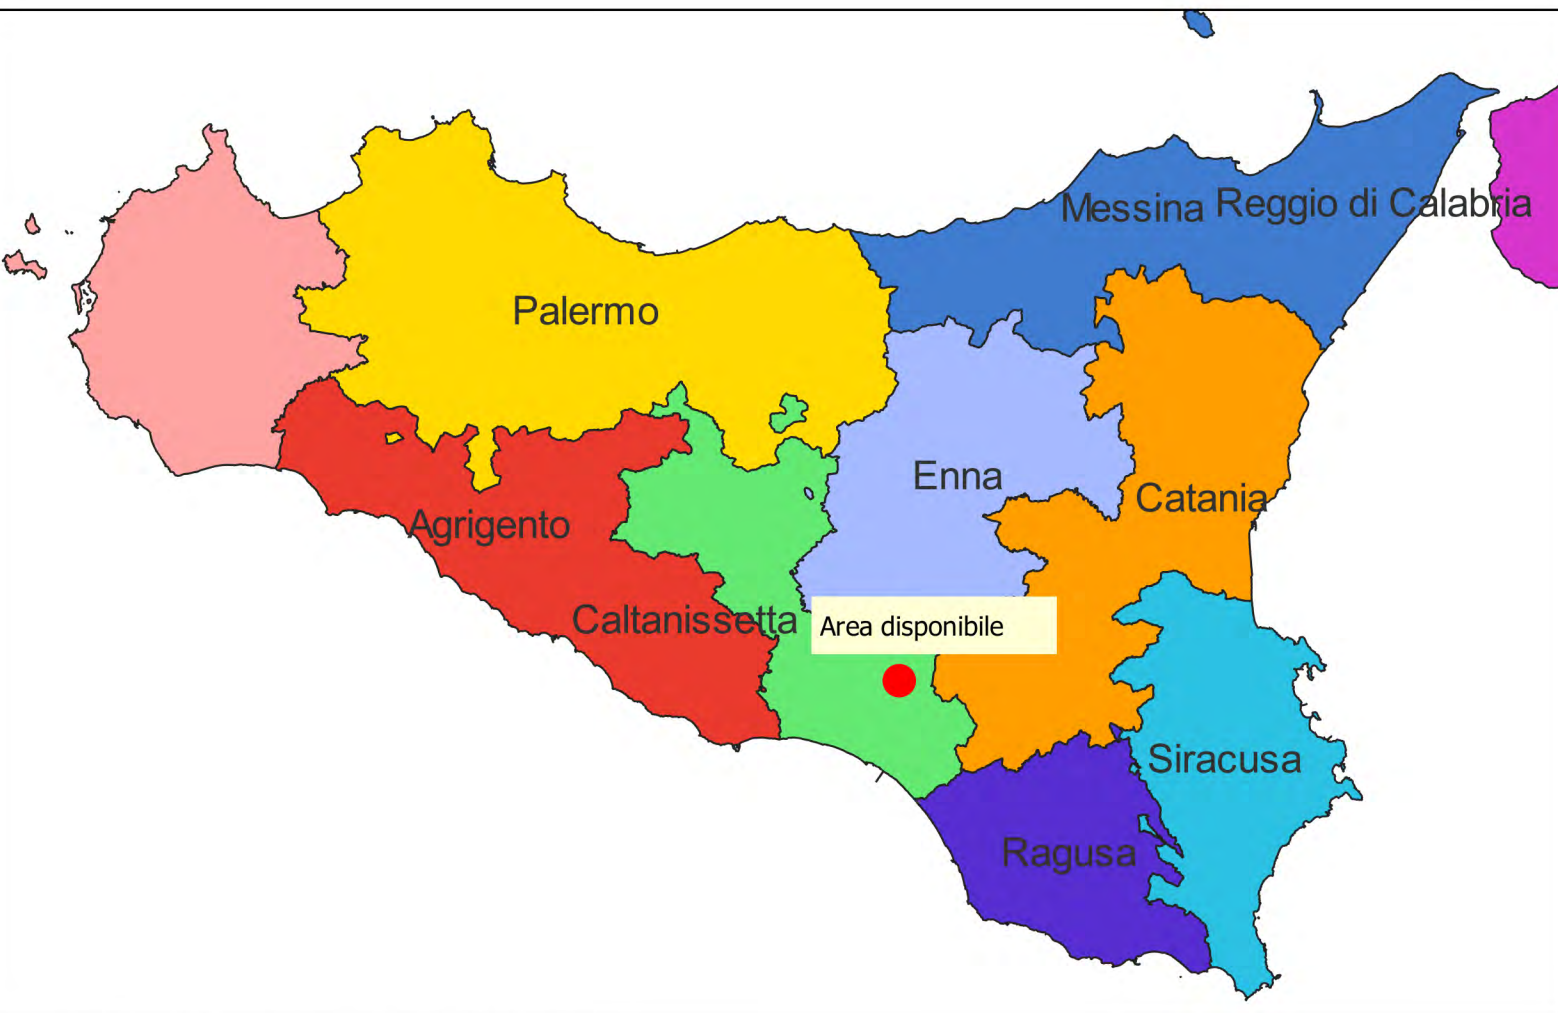 Messina
Reggio di Calabria
Palermo
Enna
Catania
Agrigento
Caltanissetta
Area disponibile
Siracusa
Ragusa